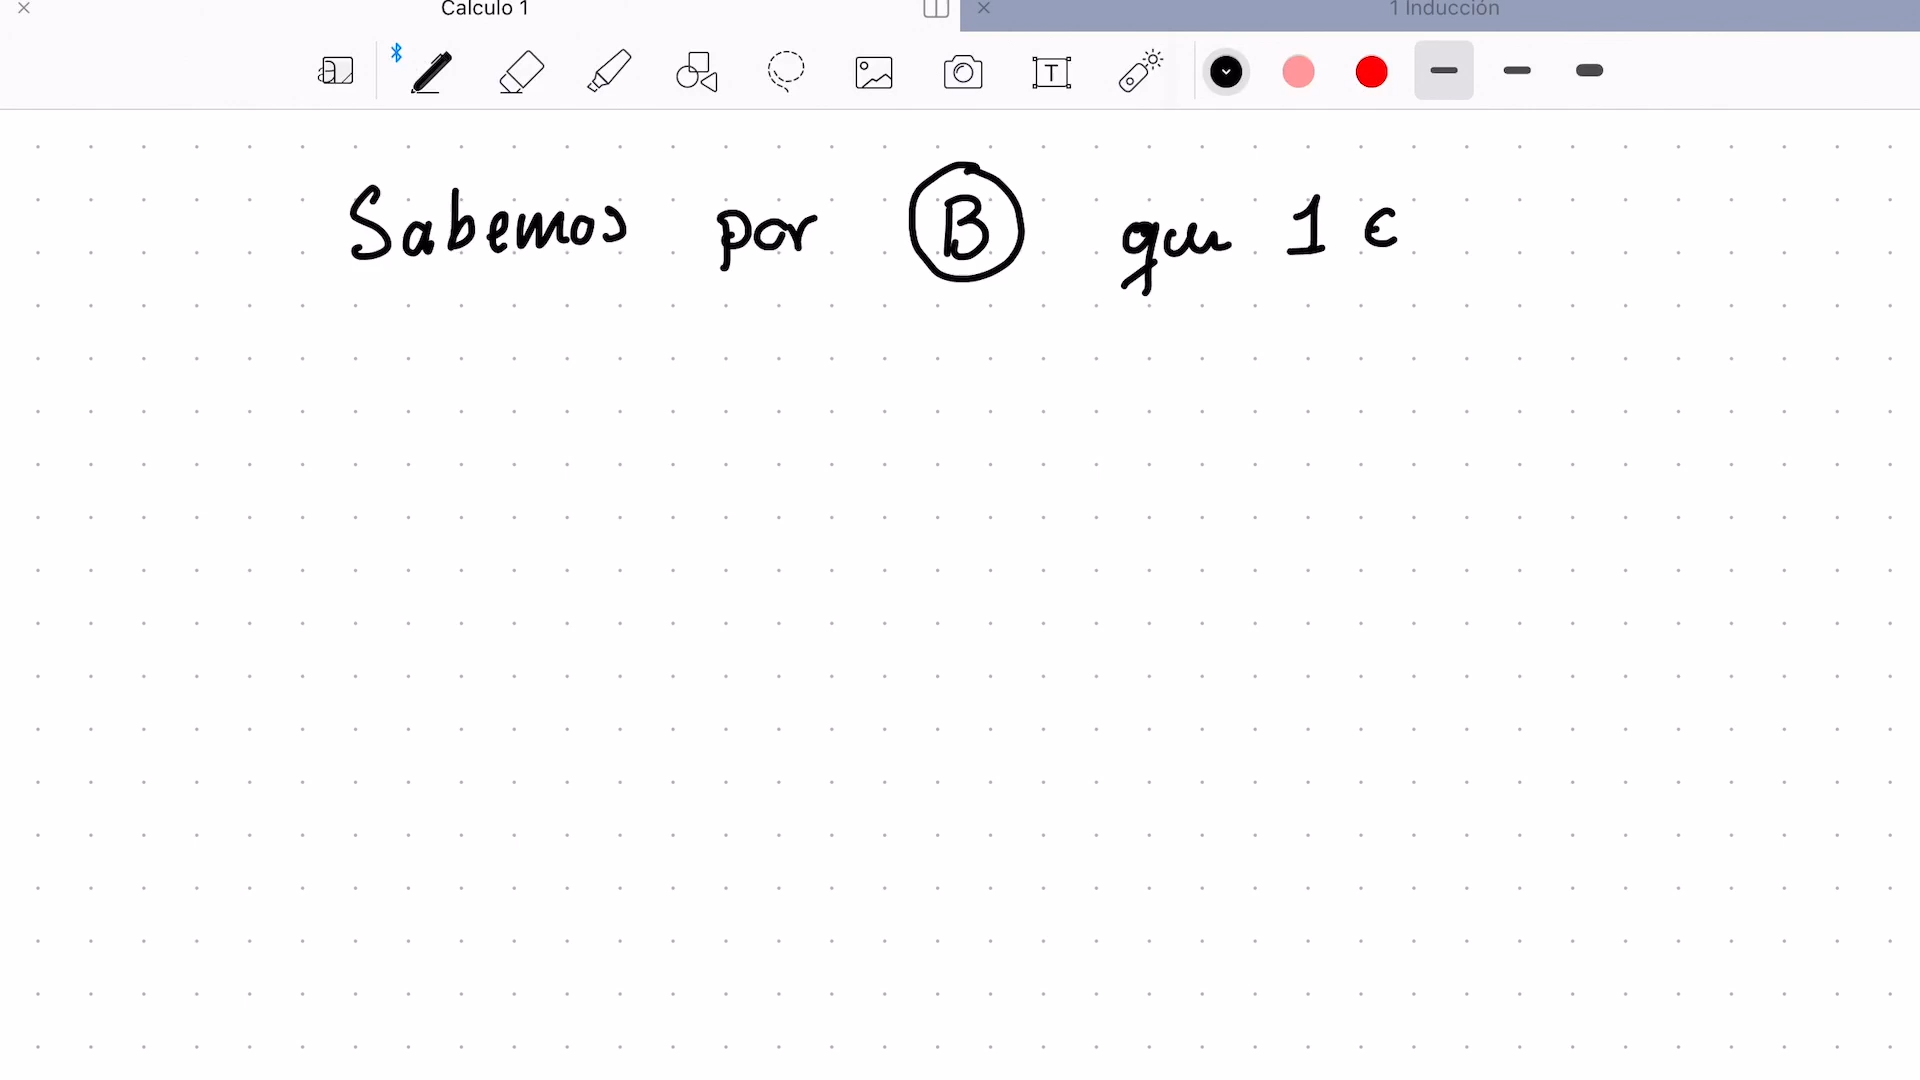 Calculo 1
1 Inducción
Sabemos por B que 1 ∈